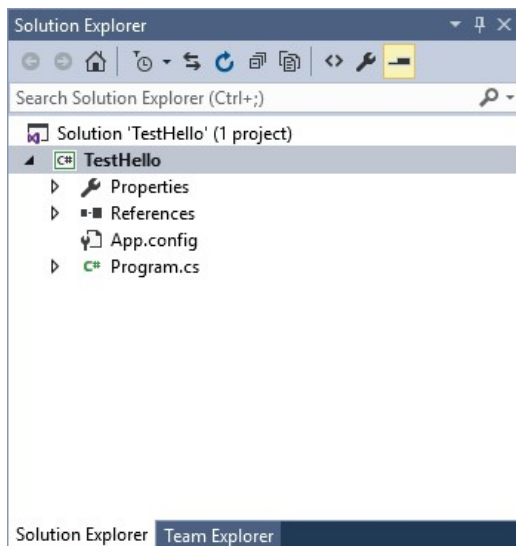 Solution Explorer
Search Solution Explorer (Ctrl+;)
Solution 'TestHello' (1 project)
C# TestHello
Properties
References
App.config
C# Program.cs
Solution Explorer Team Explorer